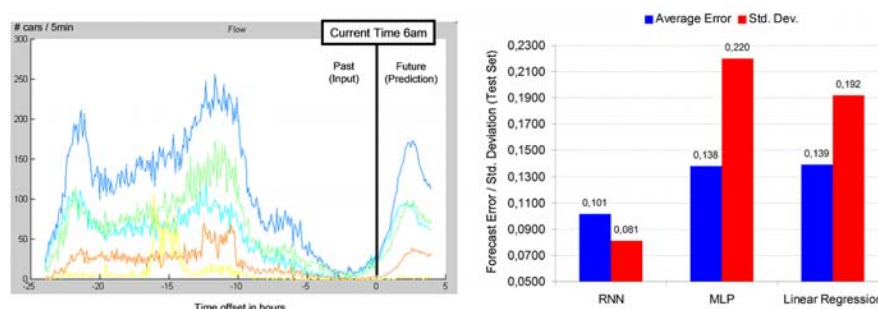 # cars / 5min
Flow
Current Time 6am
Past
(Input)
Future
(Prediction)
300
250
200
150
100
50
0
-25
-20
-15
-10
-5
0
5
Time offset in hours
Average Error
Std. Dev.
Forecast Error / Std. Deviation (Test Set)
0,2300
0,2100
0,1900
0,1700
0,1500
0,1300
0,1100
0,0900
0,0700
0,0500
0,101
0,081
0,138
0,220
0,139
0,192
RNN
MLP
Linear Regression